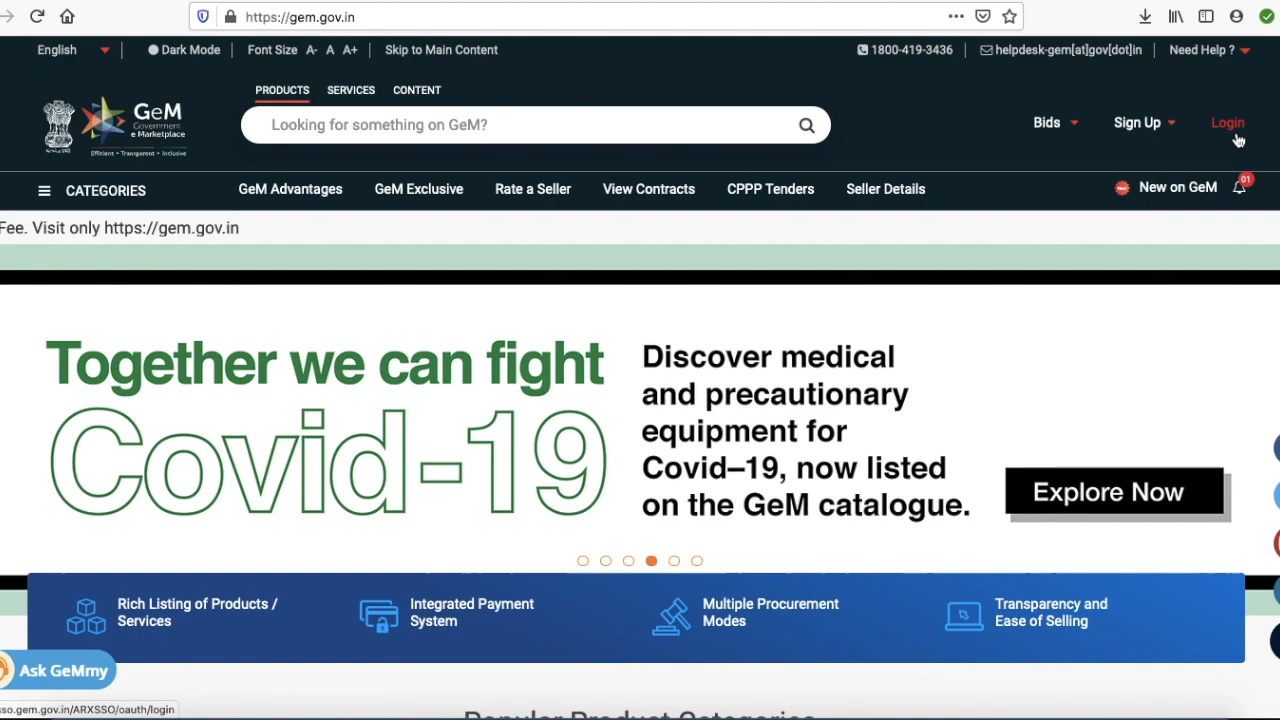 https://gem.gov.in
English
Dark Mode
Font Size A- A A+
Skip to Main Content
1800-419-3436
helpdesk-gem[at]gov[dot]in
Need Help ?
PRODUCTS SERVICES CONTENT
GeM
Government
e Marketplace
Efficient • Transparent • Inclusive
Looking for something on GeM?
Bids
Sign Up
Login
CATEGORIES
GeM Advantages
GeM Exclusive
Rate a Seller
View Contracts
CPPP Tenders
Seller Details
New on GeM
01
Fee. Visit only https://gem.gov.in
Together we can fight
Covid-19
Discover medical
and precautionary
equipment for
Covid–19, now listed
on the GeM catalogue.
Explore Now
Rich Listing of Products /
Services
Integrated Payment
System
Multiple Procurement
Modes
Transparency and
Ease of Selling
Ask GeMmy
sso.gem.gov.in/ARXSSO/oauth/login
Popular Product Categories